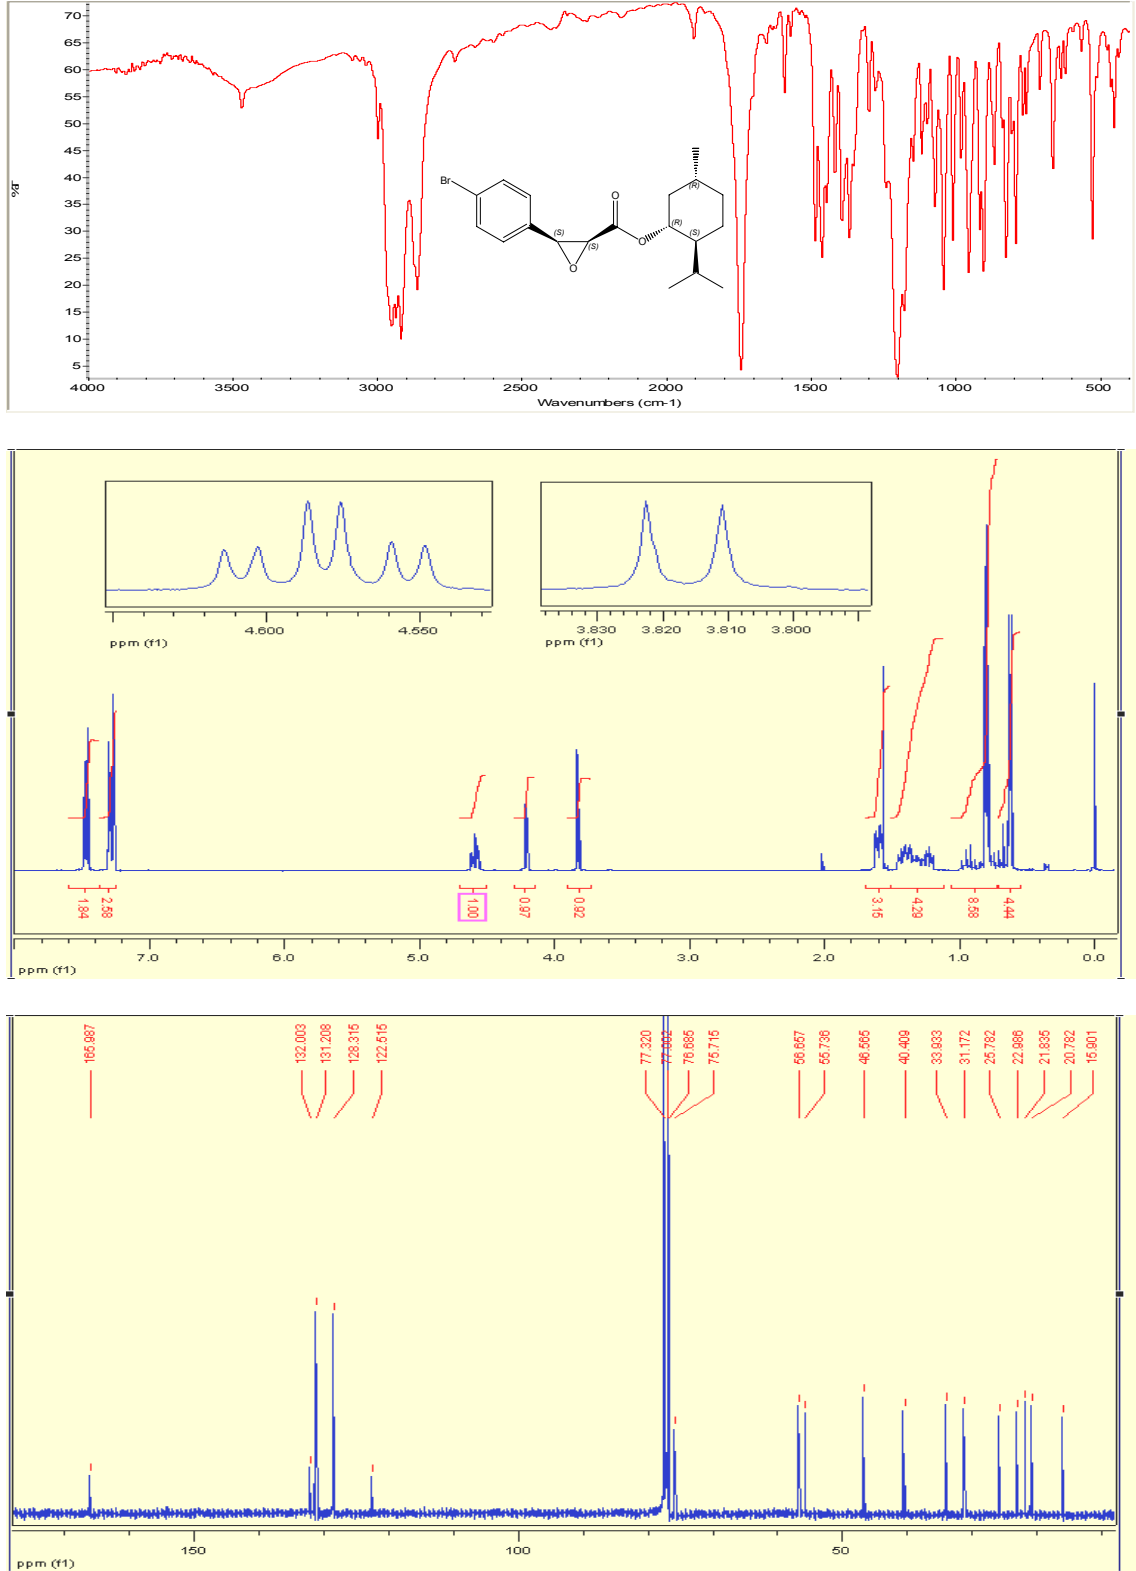 70
65
60
55
50
45
40
35
30
25
20
15
10
5
%T
4000 3500 3000 2500 2000 1500 1000 500
Wavenumbers (cm-1)
Br
(S)
(S)
O
O
O
(R)
(R)
(S)
4.600 4.550
ppm (f1)
3.830 3.820 3.810 3.800
ppm (f1)
1.84 2.58 1.00 0.97 0.92 3.15 4.29 8.58 4.44
7.0 6.0 5.0 4.0 3.0 2.0 1.0 0.0
ppm (f1)
165.987 132.003 131.208 128.315 122.515 77.320 77.002 76.685 75.715 56.657 55.736 46.565 40.409 33.933 31.172 25.782 22.986 21.835 20.782 15.901
150 100 50
ppm (f1)